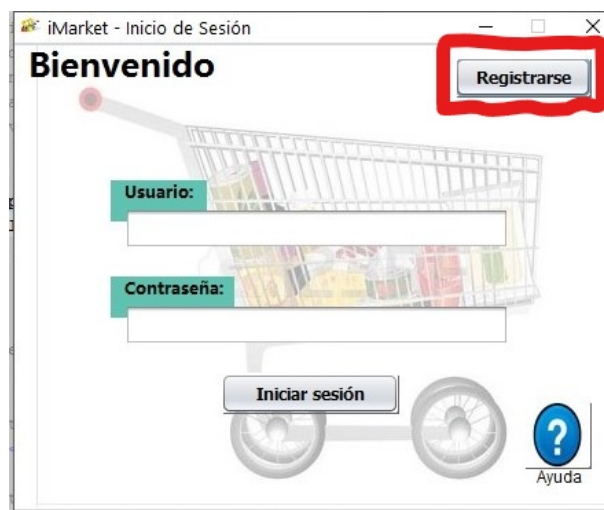 iMarket - Inicio de Sesión
Bienvenido
Registrarse
Usuario:
Contraseña:
Iniciar sesión
?
Ayuda